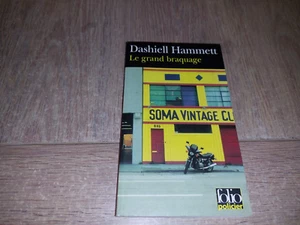 Dashiell Hammett
Le grand braquage
SOMA VINTAGE CL
folio
policier